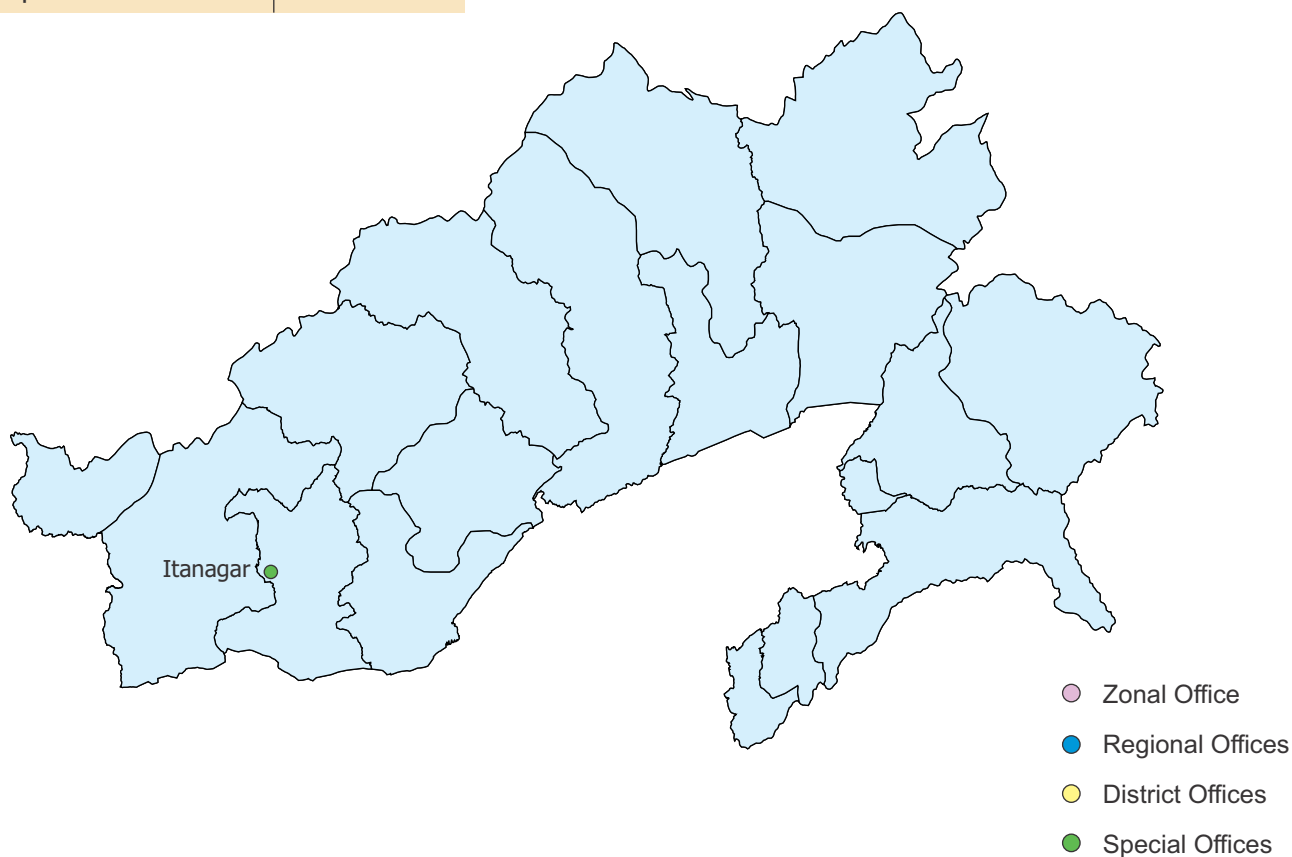 Itanagar
Zonal Office
Regional Offices
District Offices
Special Offices